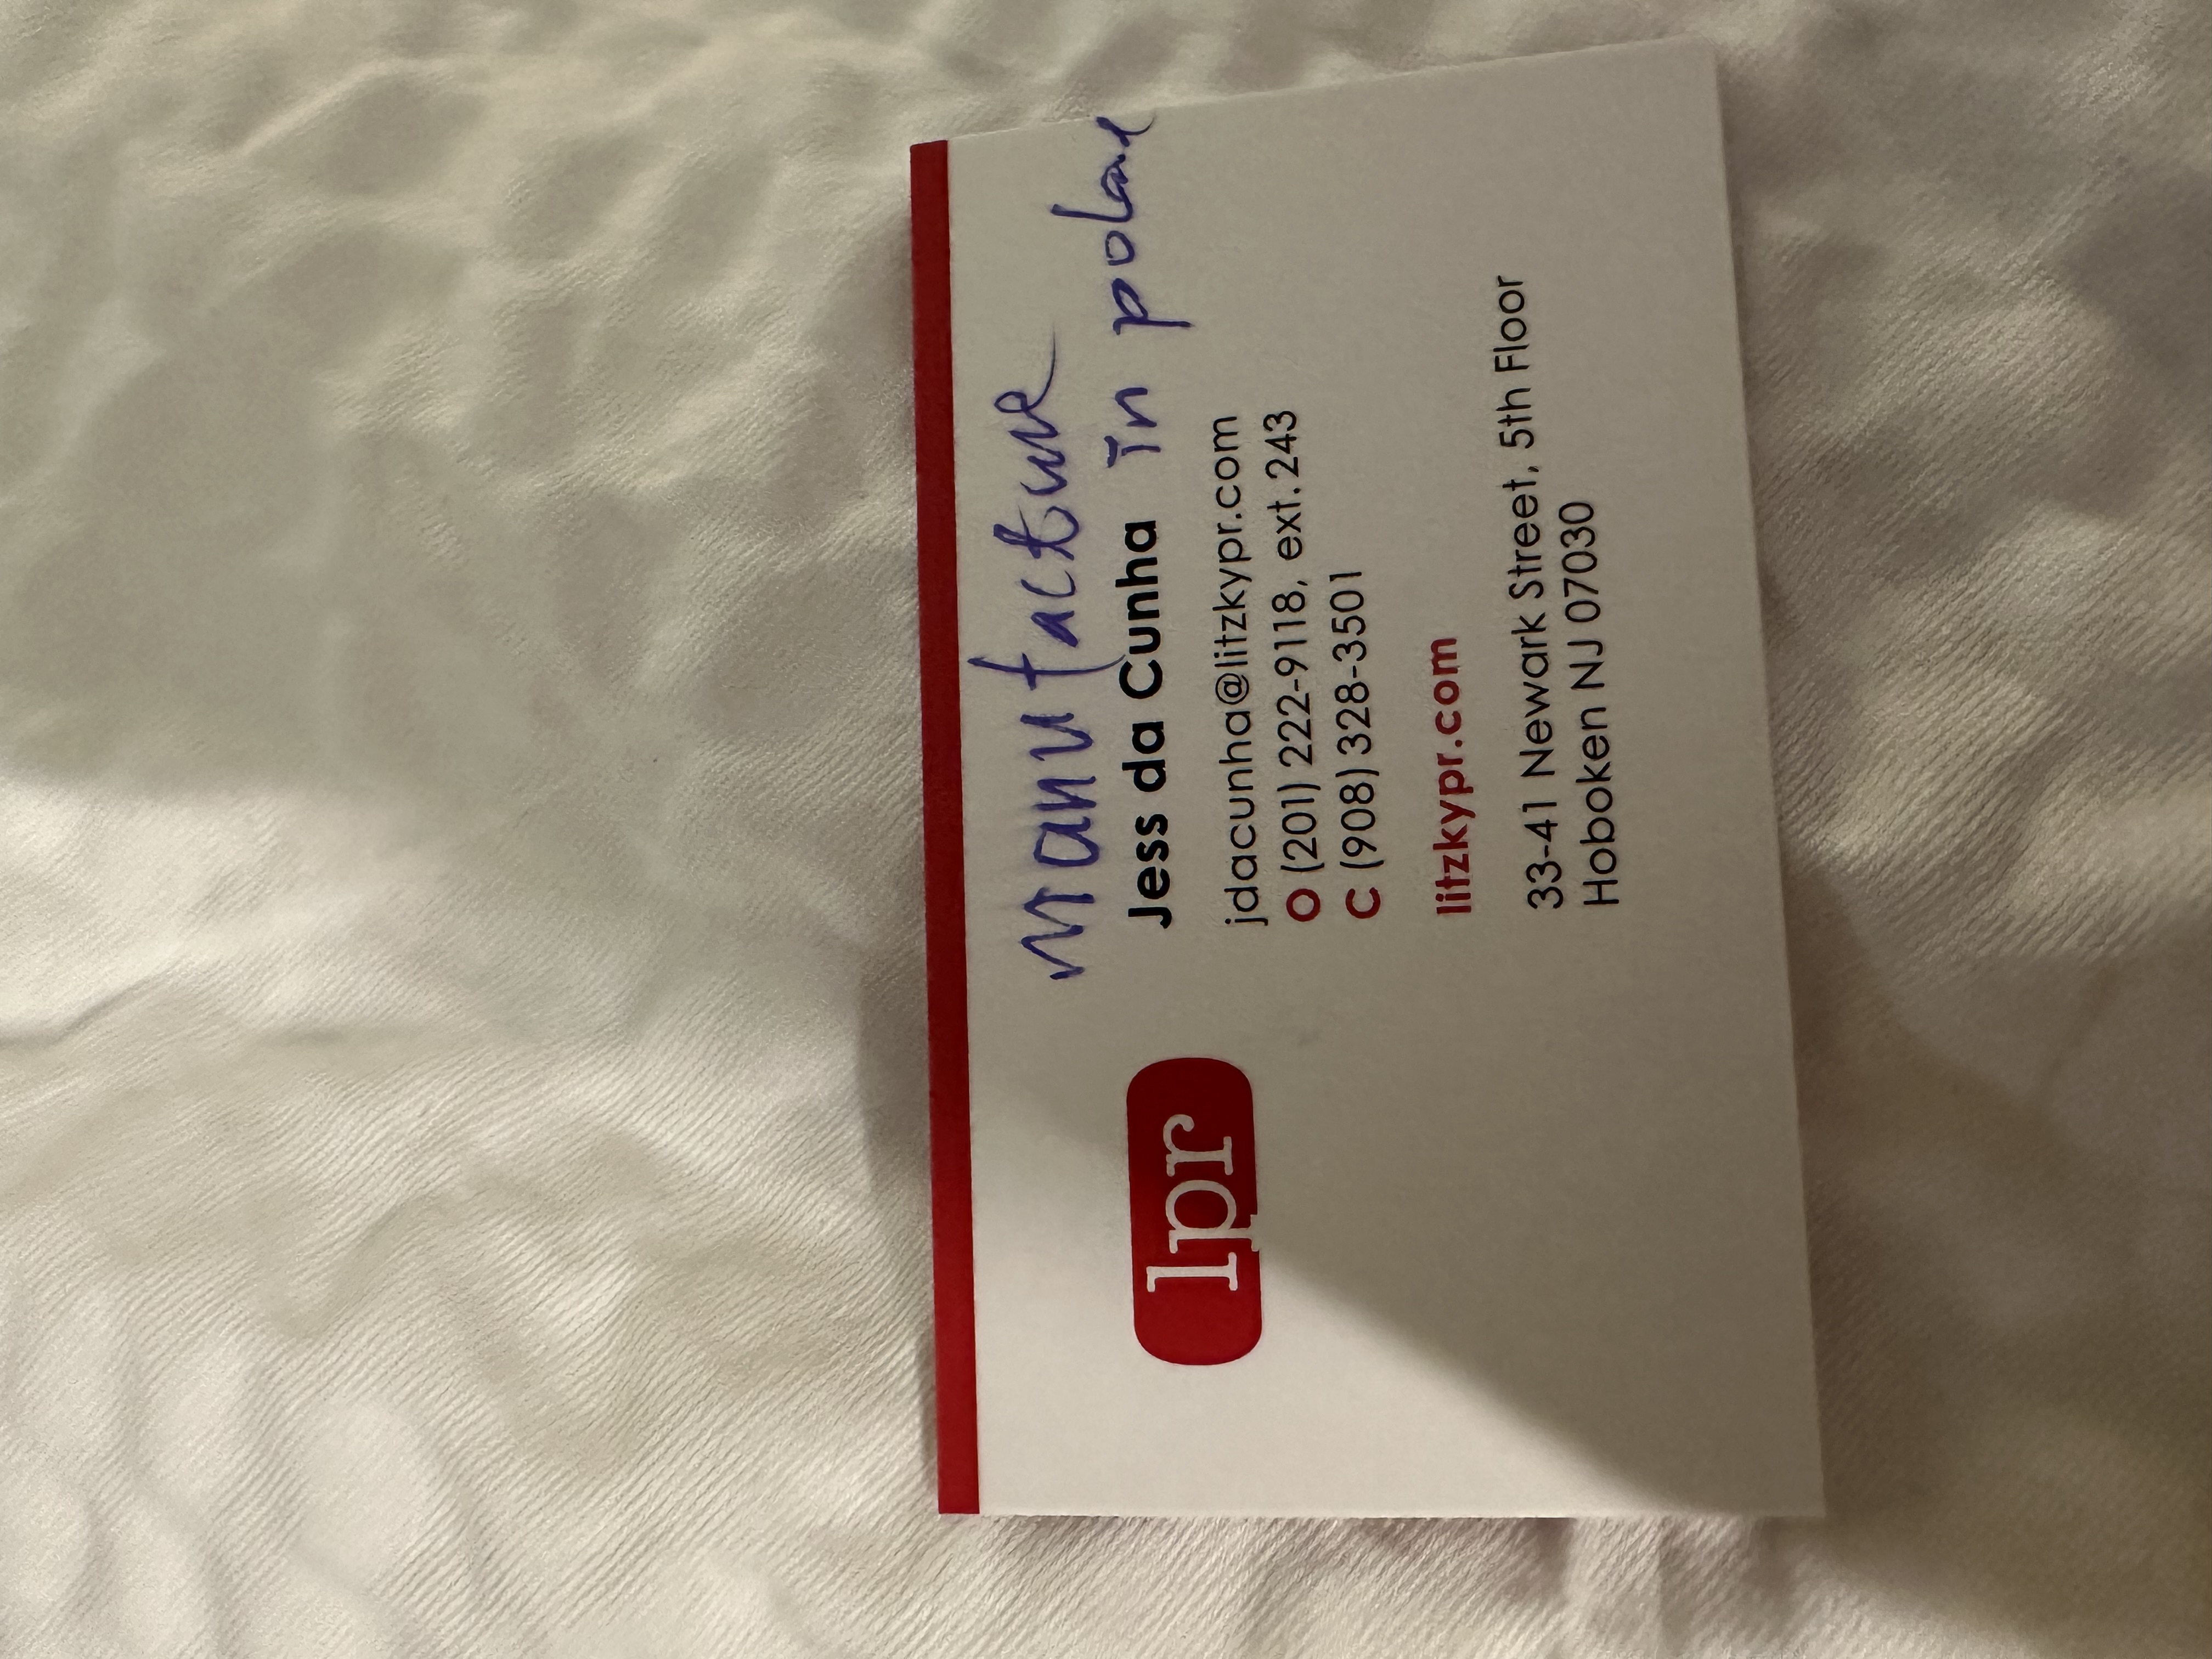 manufacture
in poland
lpr
Jess da Cunha
jdacunha@litzkypr.com
O (201) 222-9118, ext. 243
C (908) 328-3501
litzkypr.com
33-41 Newark Street, 5th Floor
Hoboken NJ 07030